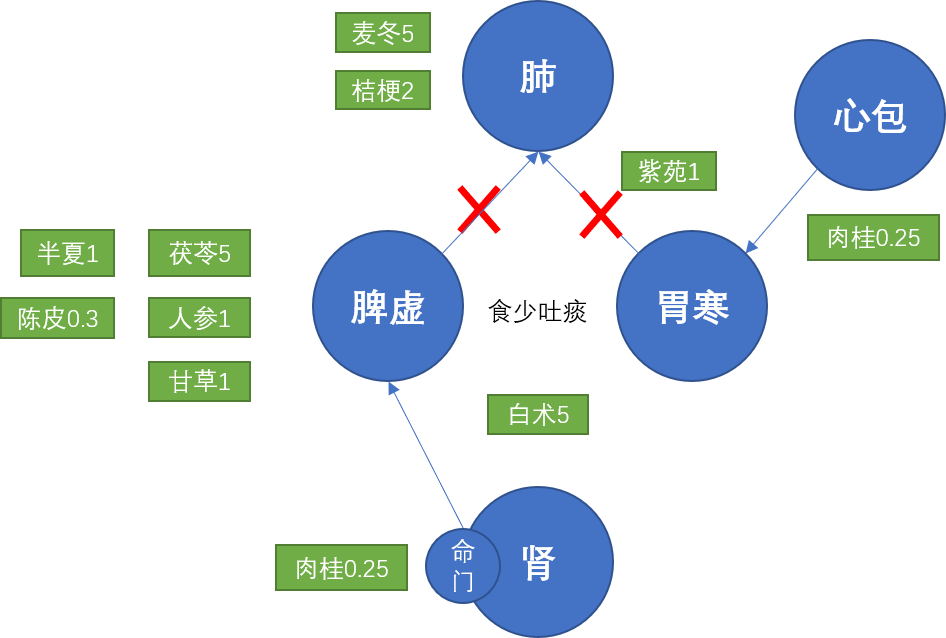 麦冬5
肺
桔梗2
心包
紫苑1
肉桂0.25
半夏1
茯苓5
陈皮0.3
人参1
脾虚
食少吐痰
胃寒
甘草1
白术5
命
门
肾
肉桂0.25